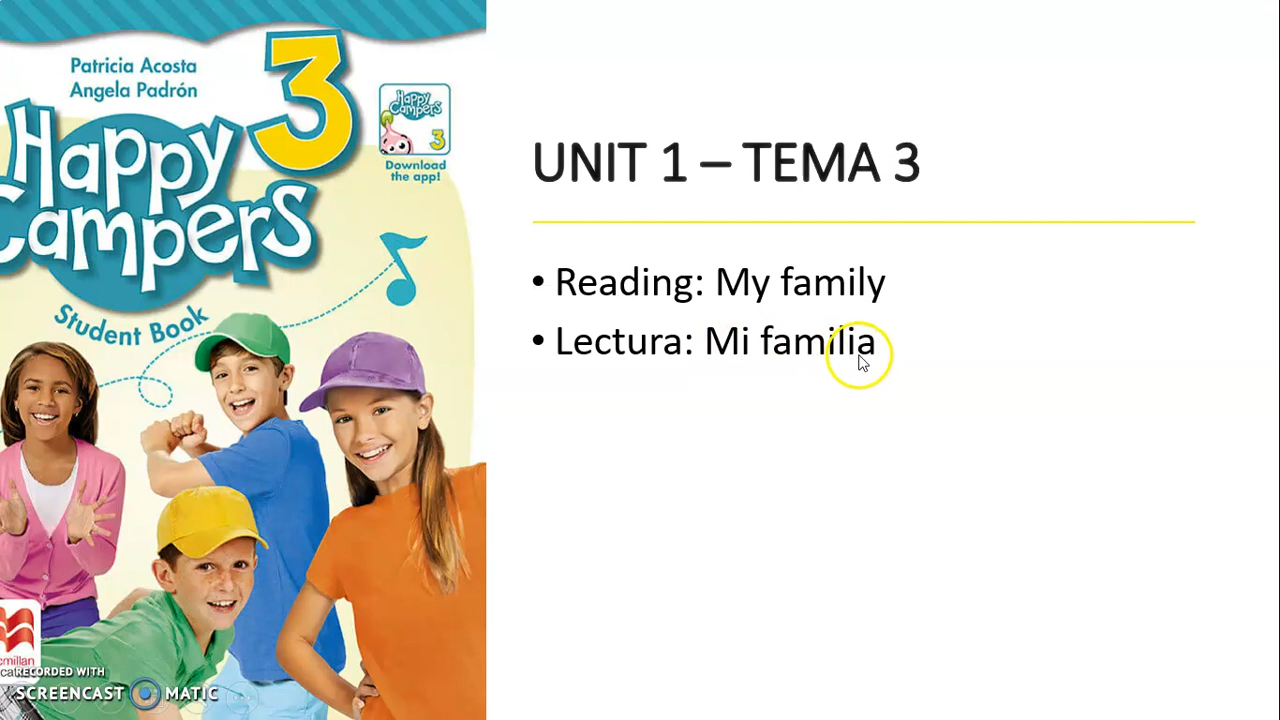 Patricia Acosta
Angela Padrón
3
Happy
Campers
Student Book
Happy
Campers
3
Download
the app!
UNIT 1 – TEMA 3
• Reading: My family
• Lectura: Mi familia
RECORDED WITH
SCREENCAST MATIC